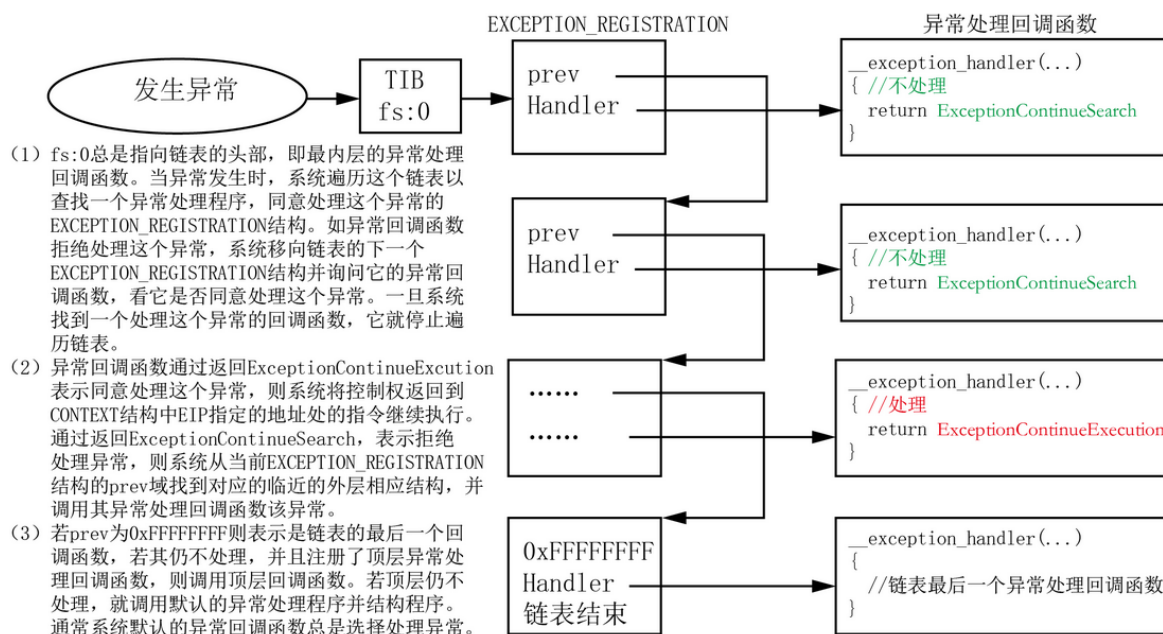 EXCEPTION_REGISTRATION
异常处理回调函数
发生异常
TIB
fs:0
prev
Handler
__exception_handler(...)
{ //不处理
return ExceptionContinueSearch
}
(1) fs:0总是指向链表的头部，即最内层的异常处理
回调函数。当异常发生时，系统遍历这个链表以
查找一个异常处理程序，同意处理这个异常的
EXCEPTION_REGISTRATION结构。如异常回调函数
拒绝处理这个异常，系统移向链表的下一个
EXCEPTION_REGISTRATION结构并询问它的异常回
调函数，看它是否同意处理这个异常。一旦系统
找到一个处理这个异常的回调函数，它就停止遍
历链表。
prev
Handler
__exception_handler(...)
{ //不处理
return ExceptionContinueSearch
}
(2) 异常回调函数通过返回ExceptionContinueExcution
表示同意处理这个异常，则系统将控制权返回到
CONTEXT结构中EIP指定的地址处的指令继续执行。
通过返回ExceptionContinueSearch，表示拒绝
处理异常，则系统从当前EXCEPTION_REGISTRATION
结构的prev域找到对应的临近的外层相应结构，并
调用其异常处理回调函数该异常。
……
……
__exception_handler(...)
{ //处理
return ExceptionContinueExecution
}
(3) 若prev为0xFFFFFFFF则表示是链表的最后一个回
调函数，若其仍不处理，并且注册了顶层异常处
理回调函数，则调用顶层回调函数。若顶层仍不
处理，就调用默认的异常处理程序并结构程序。
通常系统默认的异常回调函数总是选择处理异常。
0xFFFFFFFF
Handler
链表结束
__exception_handler(...)
{
//链表最后一个异常处理回调函数
}